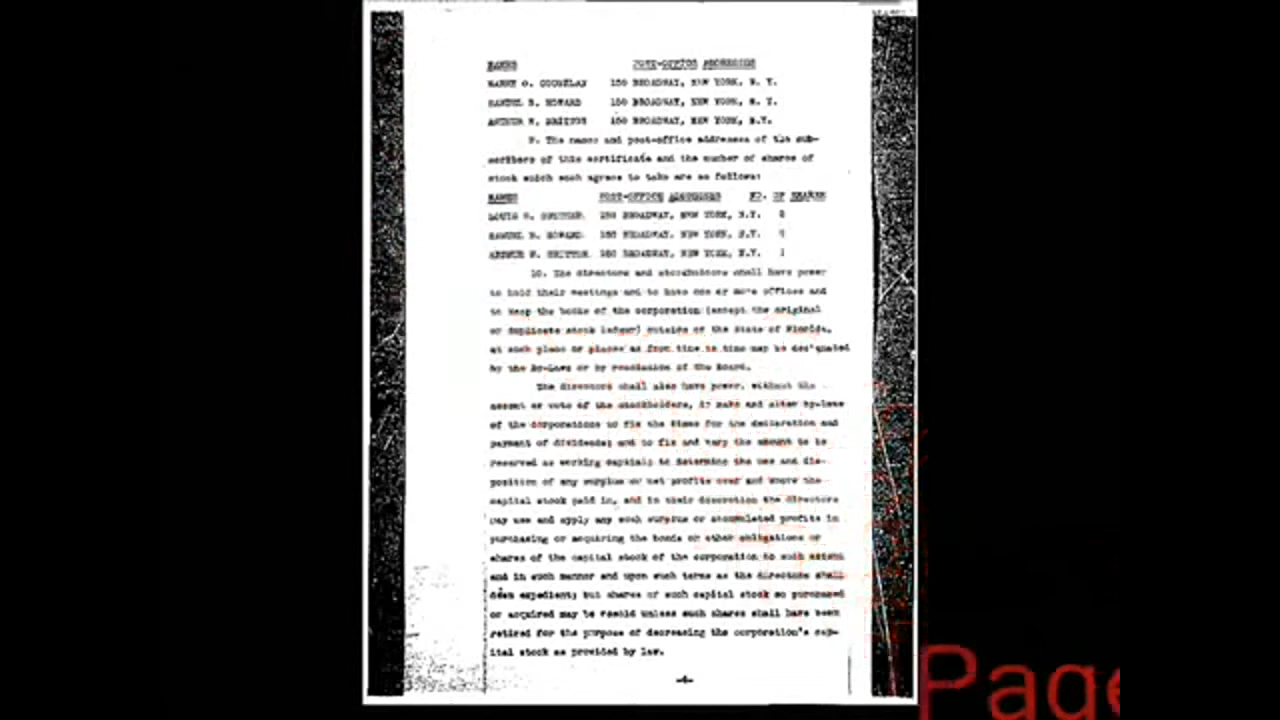 NAMES POST-OFFICE ADDRESSES
HARRY O. 150 BROADWAY, NEW YORK, N. Y.
SAMUEL B. HOWARD 150 BROADWAY, NEW YORK, N. Y.
ARTHUR W. BRITTON 150 BROADWAY, NEW YORK, N.Y.
9. The names and post-office addresses of the sub-
scribers of this certificate and the number of shares of
stock which each agrees to take are as follows:
NAMES POST-OFFICE ADDRESSES NO. OF SHARES
LOUIS 150 BROADWAY, NEW YORK, N.Y.
SAMUEL B. HOWARD 150 BROADWAY, NEW YORK, N.Y.
ARTHUR W. BRITTON 150 BROADWAY, NEW YORK, N.Y. 1
10. The directors and stockholders shall have power
to hold their meetings and to have one or more offices and
to keep the books of the corporation (except the original
or duplicate stock ledger) outside of the State of Florida,
at such place or places as from time to time may be designated
by the By-Laws or by resolution of the Board.
The directors shall also have power, without the
assent or vote of the stockholders, to make and alter by-laws
of the corporation; to fix the times for the declaration and
payment of dividends; and to fix and vary the amount to be
reserved as working capital; to determine the use and dis-
position of any surplus or net profits over and above the
capital stock paid in, and in their discretion the directors
may use and apply any such surplus or accumulated profits in
purchasing or acquiring the bonds or other obligations or
shares of the capital stock of the corporation to such extent
and in such manner and upon such terms as the directors shall
deem expedient; but shares of such capital stock so purchased
or acquired may be resold unless such shares shall have been
retired for the purpose of decreasing the corporation's cap-
ital stock as provided by law.
-4-
Page